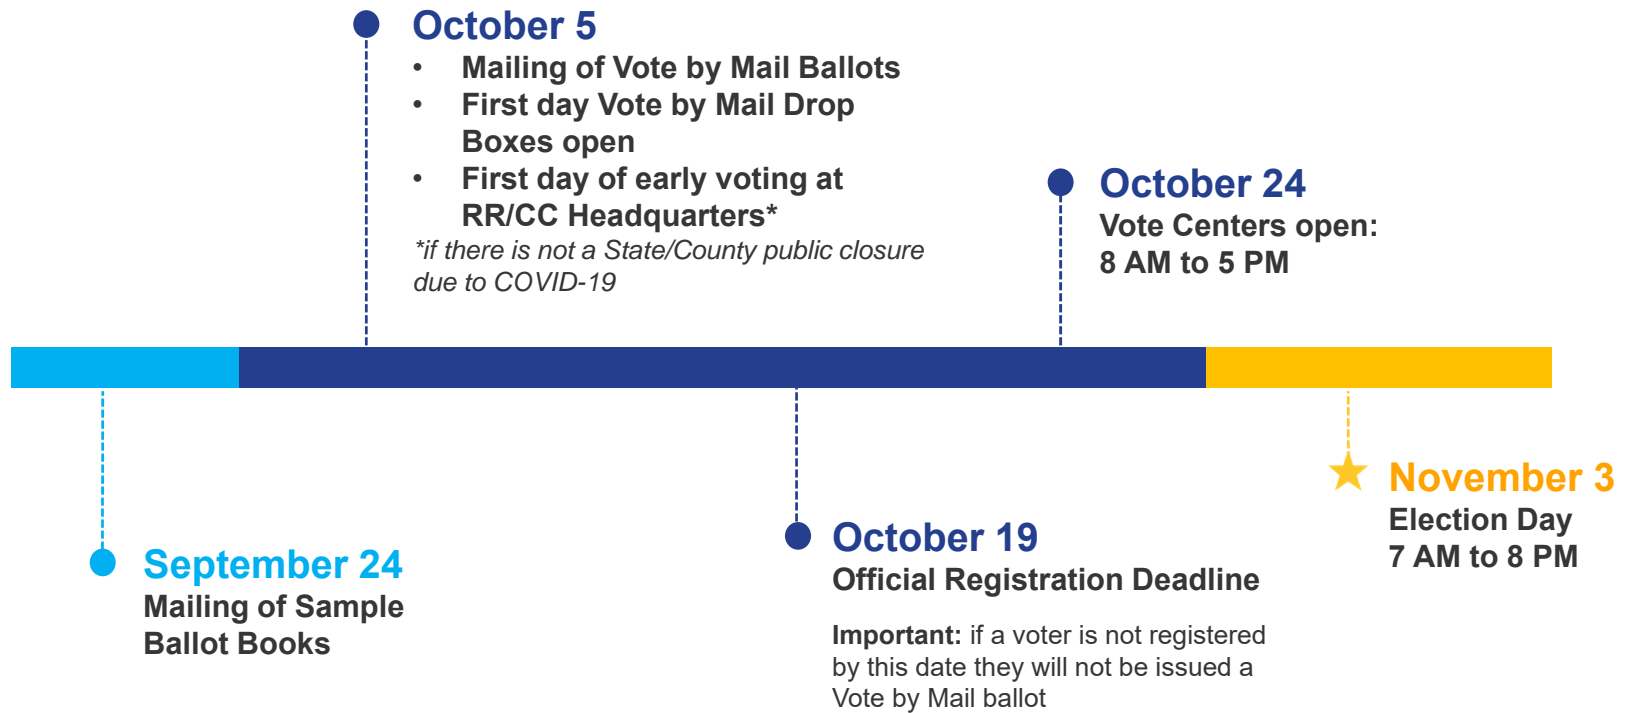 October 5
• Mailing of Vote by Mail Ballots
• First day Vote by Mail Drop
Boxes open
• First day of early voting at
RR/CC Headquarters*
*if there is not a State/County public closure
due to COVID-19
October 24
Vote Centers open:
8 AM to 5 PM
September 24
Mailing of Sample
Ballot Books
October 19
Official Registration Deadline
Important: if a voter is not registered
by this date they will not be issued a
Vote by Mail ballot
November 3
Election Day
7 AM to 8 PM